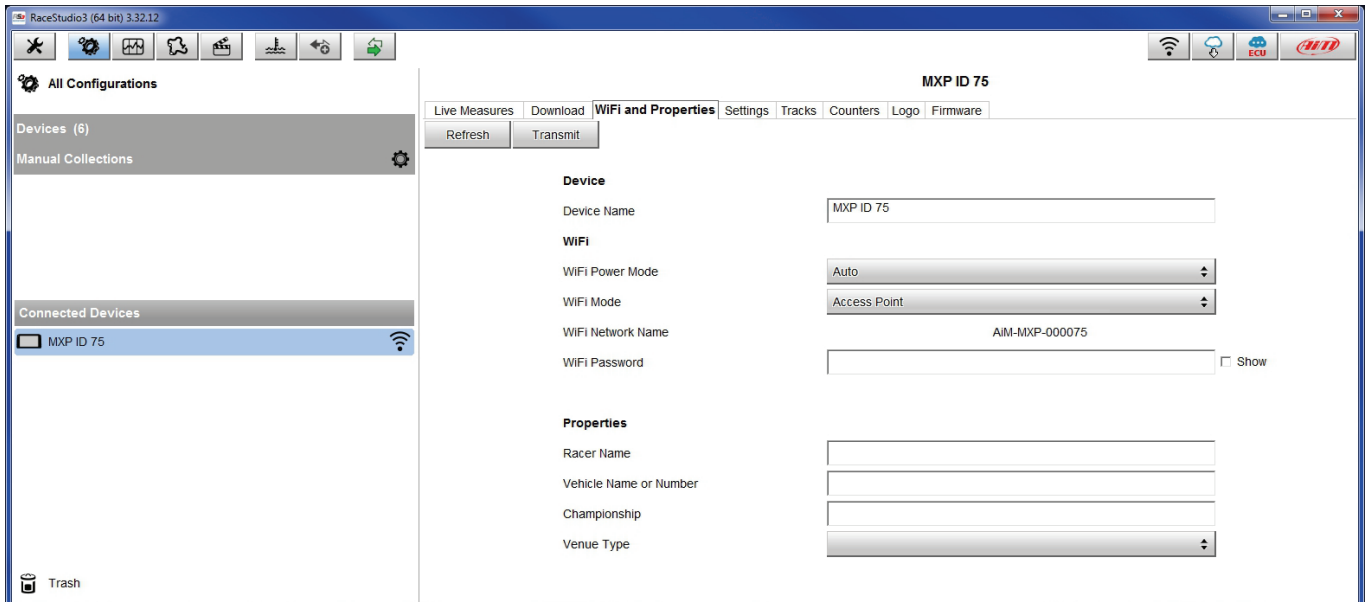 RaceStudio3 (64 bit) 3.32.12
ECU
AiM
All Configurations
MXP ID 75
Live Measures Download WiFi and Properties Settings Tracks Counters Logo Firmware
Devices (6)
Refresh Transmit
Manual Collections
Device
Device Name MXP ID 75
WiFi
WiFi Power Mode Auto
WiFi Mode Access Point
Connected Devices
WiFi Network Name AiM-MXP-000075
MXP ID 75
WiFi Password Show
Properties
Racer Name
Vehicle Name or Number
Championship
Venue Type
Trash